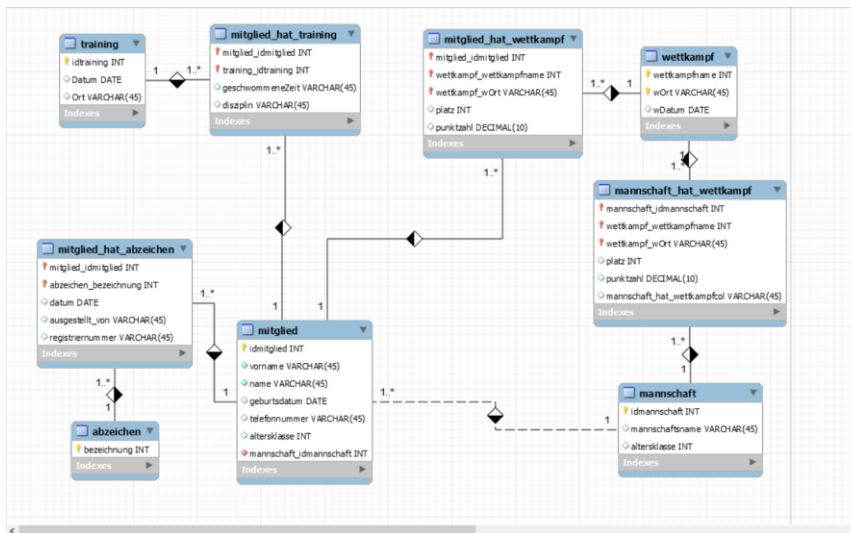 training
idtraining INT
Datum DATE
Ort VARCHAR(45)
Indexes
1
1..*
mitglied_hat_training
mitglied_idmitglied INT
training_idtraining INT
geschwommeneZeit VARCHAR(45)
disziplin VARCHAR(45)
Indexes
1..*
mitglied_hat_wettkampf
mitglied_idmitglied INT
wettkampf_wettkampfname INT
wettkampf_wOrt VARCHAR(45)
platz INT
punktzahl DECIMAL(10)
Indexes
1..*
1..*
1
wettkampf
wettkampfname INT
wOrt VARCHAR(45)
wDatum DATE
Indexes
1
1..*
mannschaft_hat_wettkampf
mannschaft_idmannschaft INT
wettkampf_wettkampfname INT
wettkampf_wOrt VARCHAR(45)
platz INT
punktzahl DECIMAL(10)
mannschaft_hat_wettkampfcol VARCHAR(45)
Indexes
1..*
1
mitglied_hat_abzeichen
mitglied_idmitglied INT
abzeichen_bezeichnung INT
datum DATE
ausgestellt_von VARCHAR(45)
registriernummer VARCHAR(45)
Indexes
1..*
1
1..*
1
abzeichen
bezeichnung INT
Indexes
1
1
mitglied
idmitglied INT
vorname VARCHAR(45)
name VARCHAR(45)
geburtsdatum DATE
telefonnummer VARCHAR(45)
altersklasse INT
mannschaft_idmannschaft INT
Indexes
1..*
1
mannschaft
idmannschaft INT
mannschaftsname VARCHAR(45)
altersklasse INT
Indexes